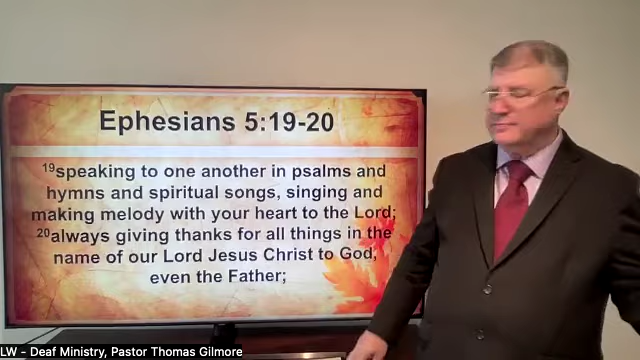 Ephesians 5:19-20
19speaking to one another in psalms and
hymns and spiritual songs, singing and
making melody with your heart to the Lord;
20always giving thanks for all things in the
name of our Lord Jesus Christ to God,
even the Father;
LW - Deaf Ministry, Pastor Thomas Gilmore